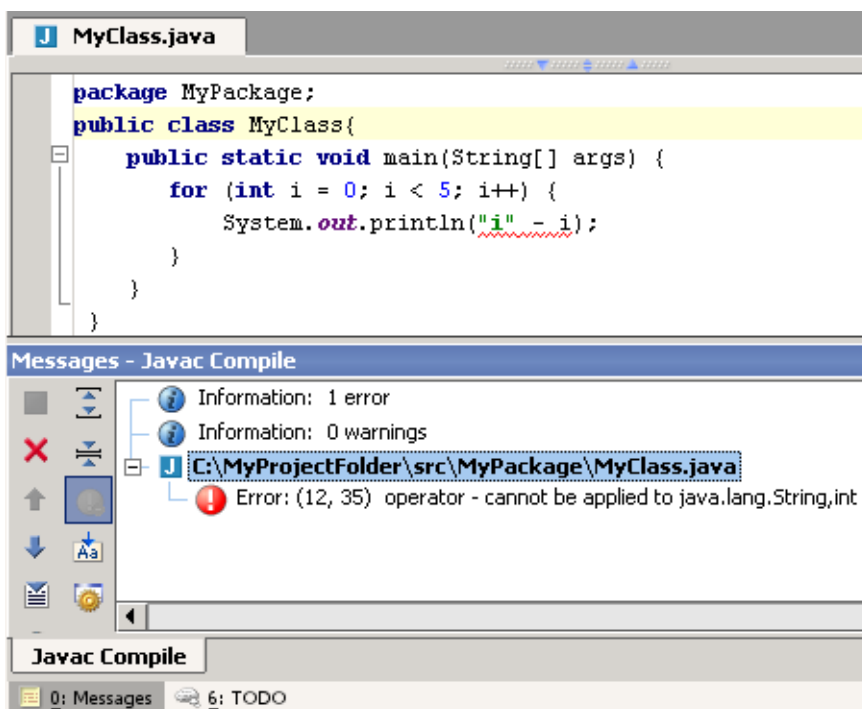 MyClass.java
package MyPackage;
public class MyClass{
public static void main(String[] args) {
for (int i = 0; i < 5; i++) {
System.out.println("i" - i);
}
}
}
Messages - Javac Compile
Information: 1 error
Information: 0 warnings
C:\MyProjectFolder\src\MyPackage\MyClass.java
Error: (12, 35) operator - cannot be applied to java.lang.String,int
Javac Compile
0: Messages 6: TODO